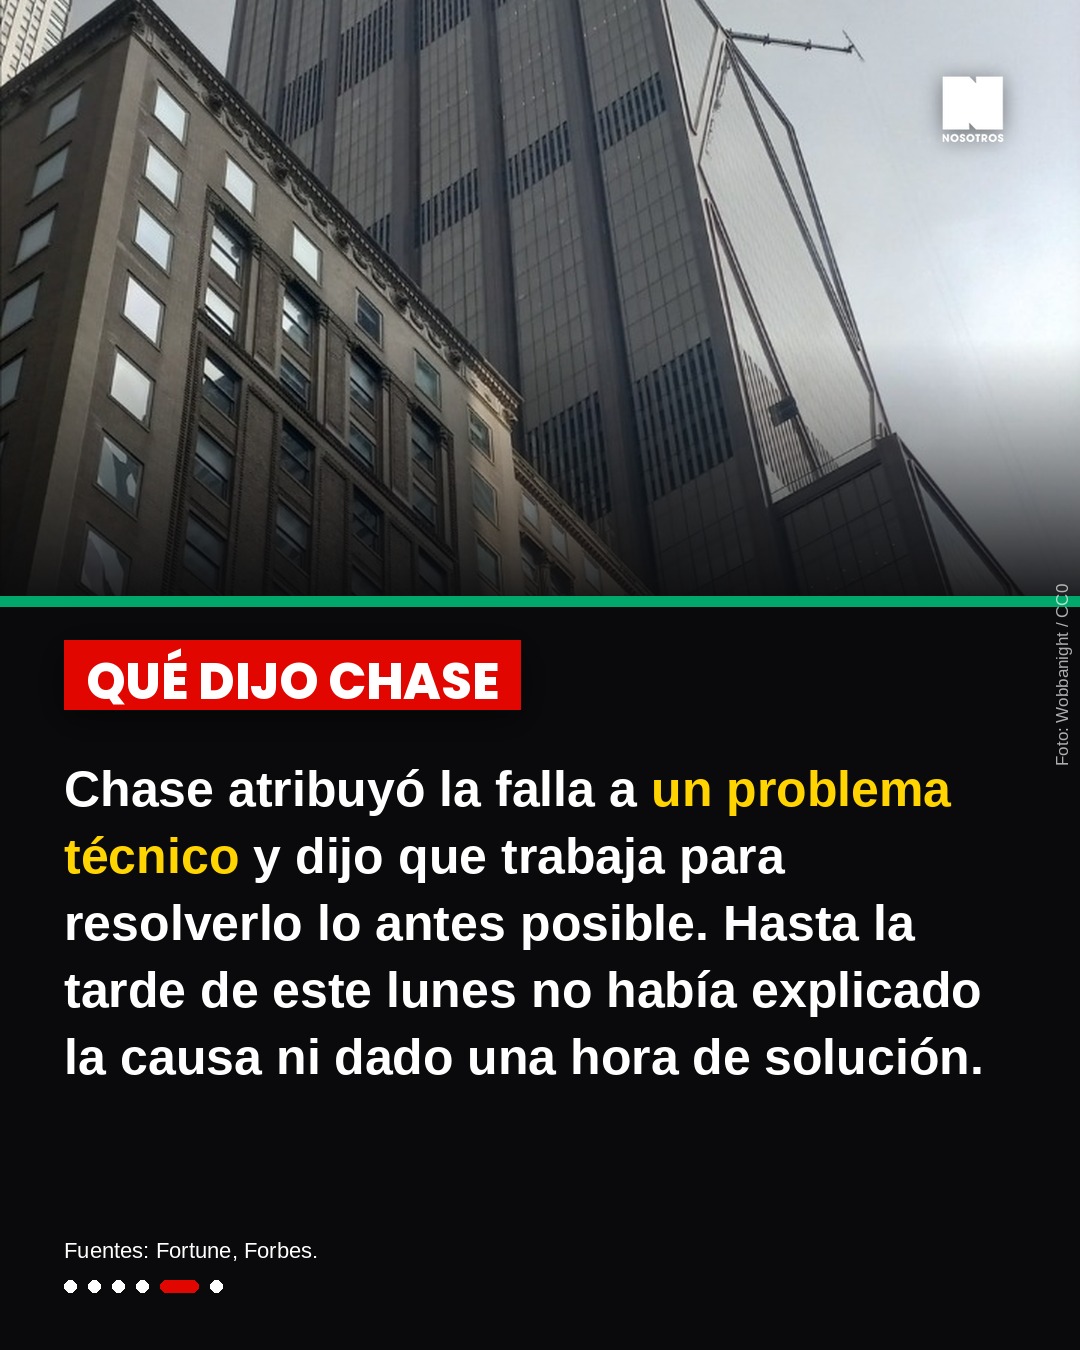 NOSOTROS
Foto: Wobbanight / CC0
QUÉ DIJO CHASE
Chase atribuyó la falla a un problema
técnico y dijo que trabaja para
resolverlo lo antes posible. Hasta la
tarde de este lunes no había explicado
la causa ni dado una hora de solución.
Fuentes: Fortune, Forbes.